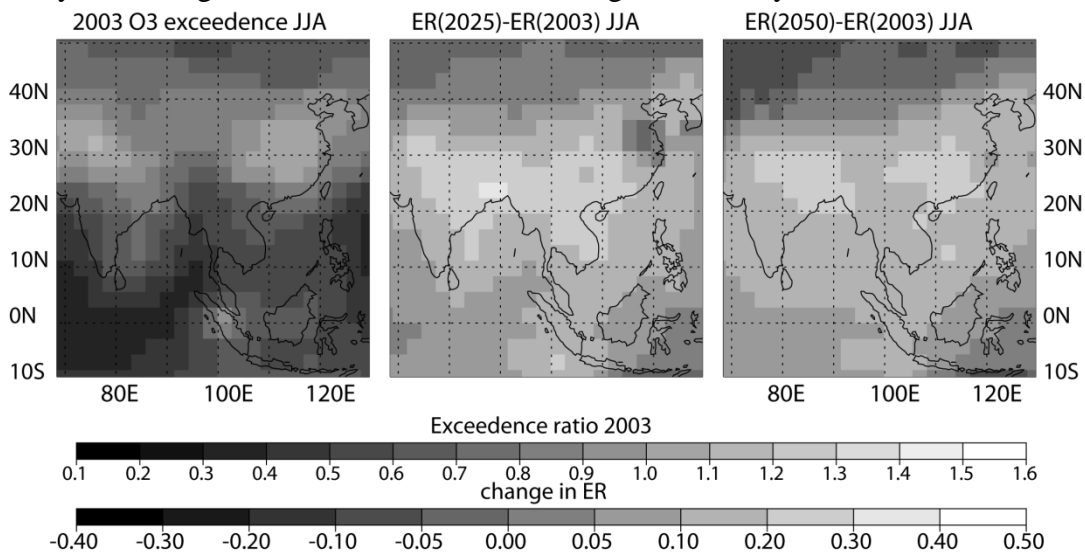 2003 O3 exceedence JJA ER(2025)-ER(2003) JJA ER(2050)-ER(2003) JJA
40N 40N
30N 30N
20N 20N
10N 10N
0N 0N
10S 10S
80E 100E 120E 80E 100E 120E
Exceedence ratio 2003
0.1 0.2 0.3 0.4 0.5 0.6 0.7 0.8 0.9 1.0 1.1 1.2 1.3 1.4 1.5 1.6
change in ER
-0.40 -0.30 -0.20 -0.10 -0.05 0.00 0.05 0.10 0.20 0.30 0.40 0.50